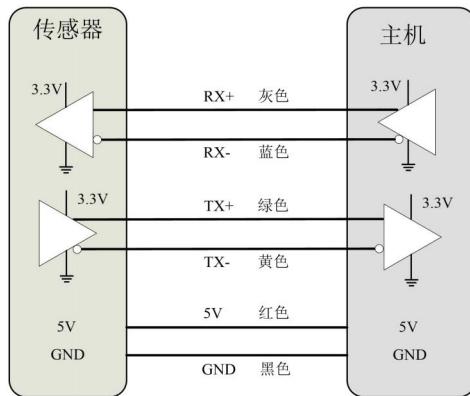 传感器 主机
3.3V RX+ 灰色 3.3V
RX- 蓝色
3.3V TX+ 绿色 3.3V
TX- 黄色
5V 5V 红色 5V
GND GND
GND 黑色